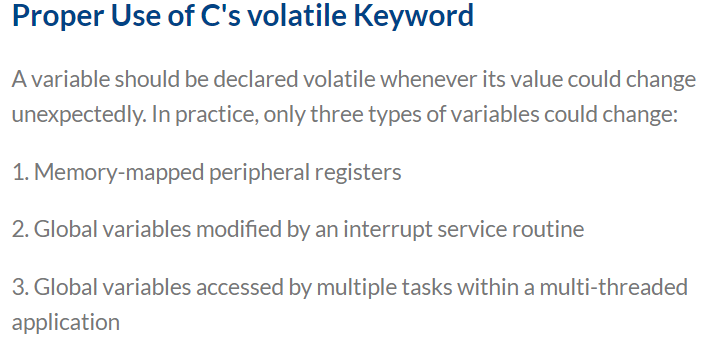 Proper Use of C's volatile Keyword
A variable should be declared volatile whenever its value could change
unexpectedly. In practice, only three types of variables could change:
1. Memory-mapped peripheral registers
2. Global variables modified by an interrupt service routine
3. Global variables accessed by multiple tasks within a multi-threaded
application